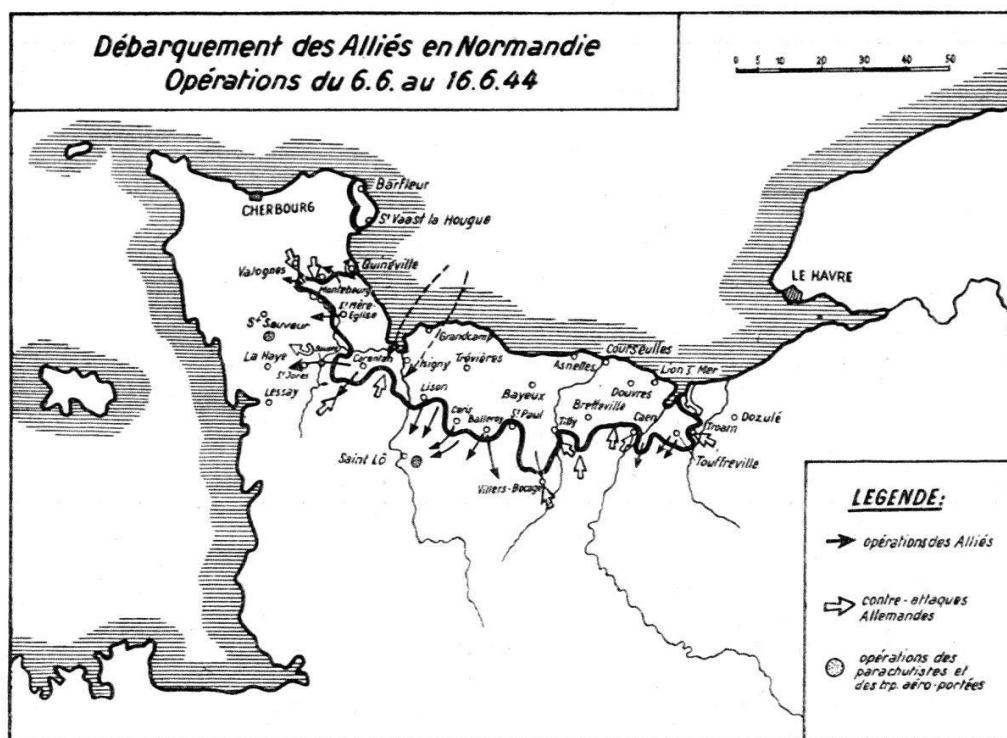 Débarquement des Alliés en Normandie
Opérations du 6.6. au 16.6.44
0 5 10 20 30 40 50
Barfleur
CHERBOURG
St Vaast la Hougue
Quinéville
Valognes
Montebourg
LE HAVRE
St Mère-
Eglise
St Sauveur
Grandcamp
Courseulles
La Haye
Carentan
Isigny
Trévières
Asnelles
Lion s. Mer
St Jores
Lessay
Lison
Bayeux
Douvres
Bretteville
Caen
Dozulé
Ceris
Balleroy
St Paul
Tilly
Troarn
Saint Lô
Touffreville
Villers-Bocage
LEGENDE:
opérations des Alliés
contre-attaques
Allemandes
opérations des
parachutistes et
des trp. aéro-portées